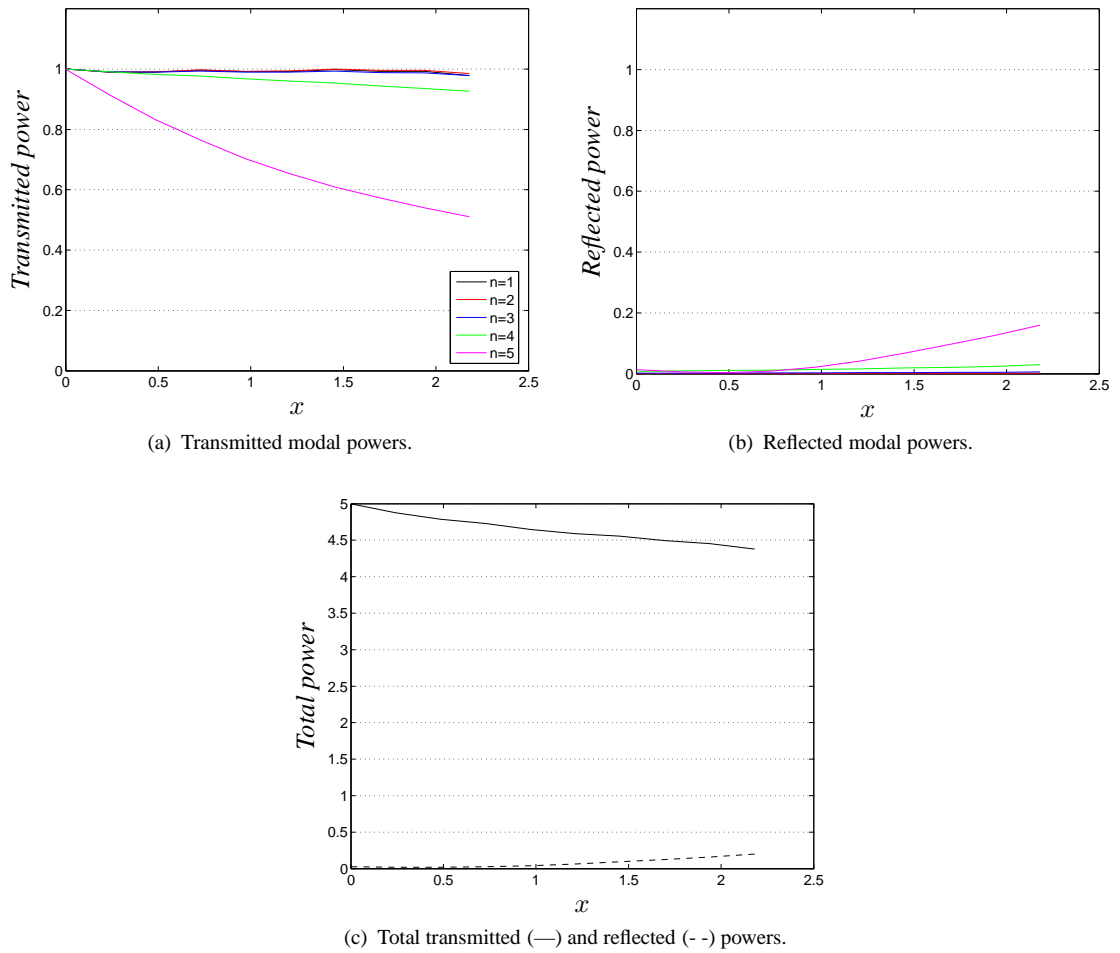 1
0.8
0.6
0.4
0.2
0
Transmitted power
0 0.5 1 1.5 2 2.5
x
n=1
n=2
n=3
n=4
n=5
(a) Transmitted modal powers.
1
0.8
0.6
0.4
0.2
0
Reflected power
0 0.5 1 1.5 2 2.5
x
(b) Reflected modal powers.
5
4.5
4
3.5
3
2.5
2
1.5
1
0.5
0
Total power
0 0.5 1 1.5 2 2.5
x
(c) Total transmitted (—) and reflected (- -) powers.